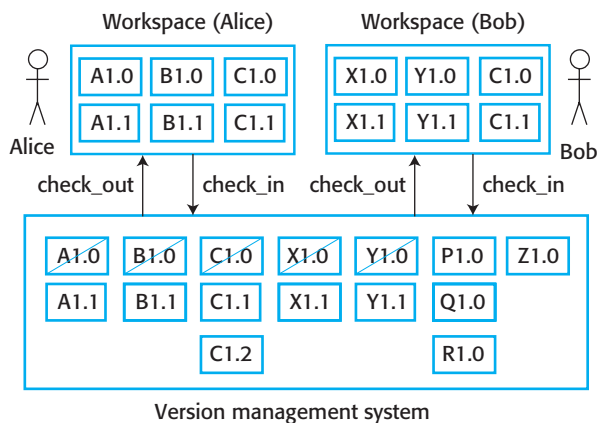 Workspace (Alice)
Workspace (Bob)
A1.0 B1.0 C1.0
X1.0 Y1.0 C1.0
A1.1 B1.1 C1.1
X1.1 Y1.1 C1.1
Alice
Bob
check_out
check_in
check_out
check_in
A1.0 B1.0 C1.0 X1.0 Y1.0 P1.0 Z1.0
A1.1 B1.1 C1.1 X1.1 Y1.1 Q1.0
C1.2 R1.0
Version management system